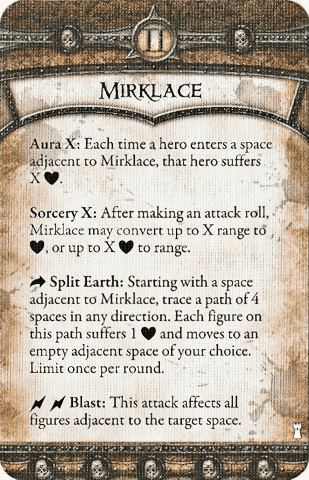 II
MIRKLACE
Aura X: Each time a hero enters a space
adjacent to Mirklace, that hero suffers
X ♥.
Sorcery X: After making an attack roll,
Mirklace may convert up to X range to
♥, or up to X ♥ to range.
Split Earth: Starting with a space
adjacent to Mirklace, trace a path of 4
spaces in any direction. Each figure on
this path suffers 1 ♥ and moves to an
empty adjacent space of your choice.
Limit once per round.
Blast: This attack affects all
figures adjacent to the target space.